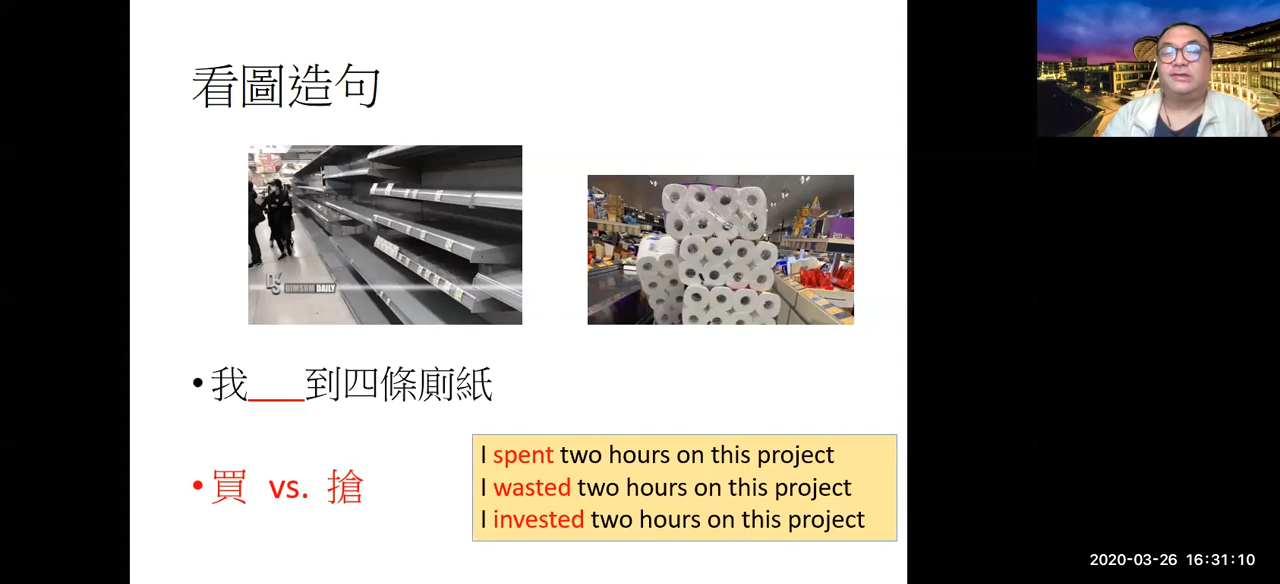 看圖造句
DIMSUM DAILY
• 我___到四條廁紙
• 買 vs. 搶
I spent two hours on this project
I wasted two hours on this project
I invested two hours on this project
2020-03-26 16:31:10